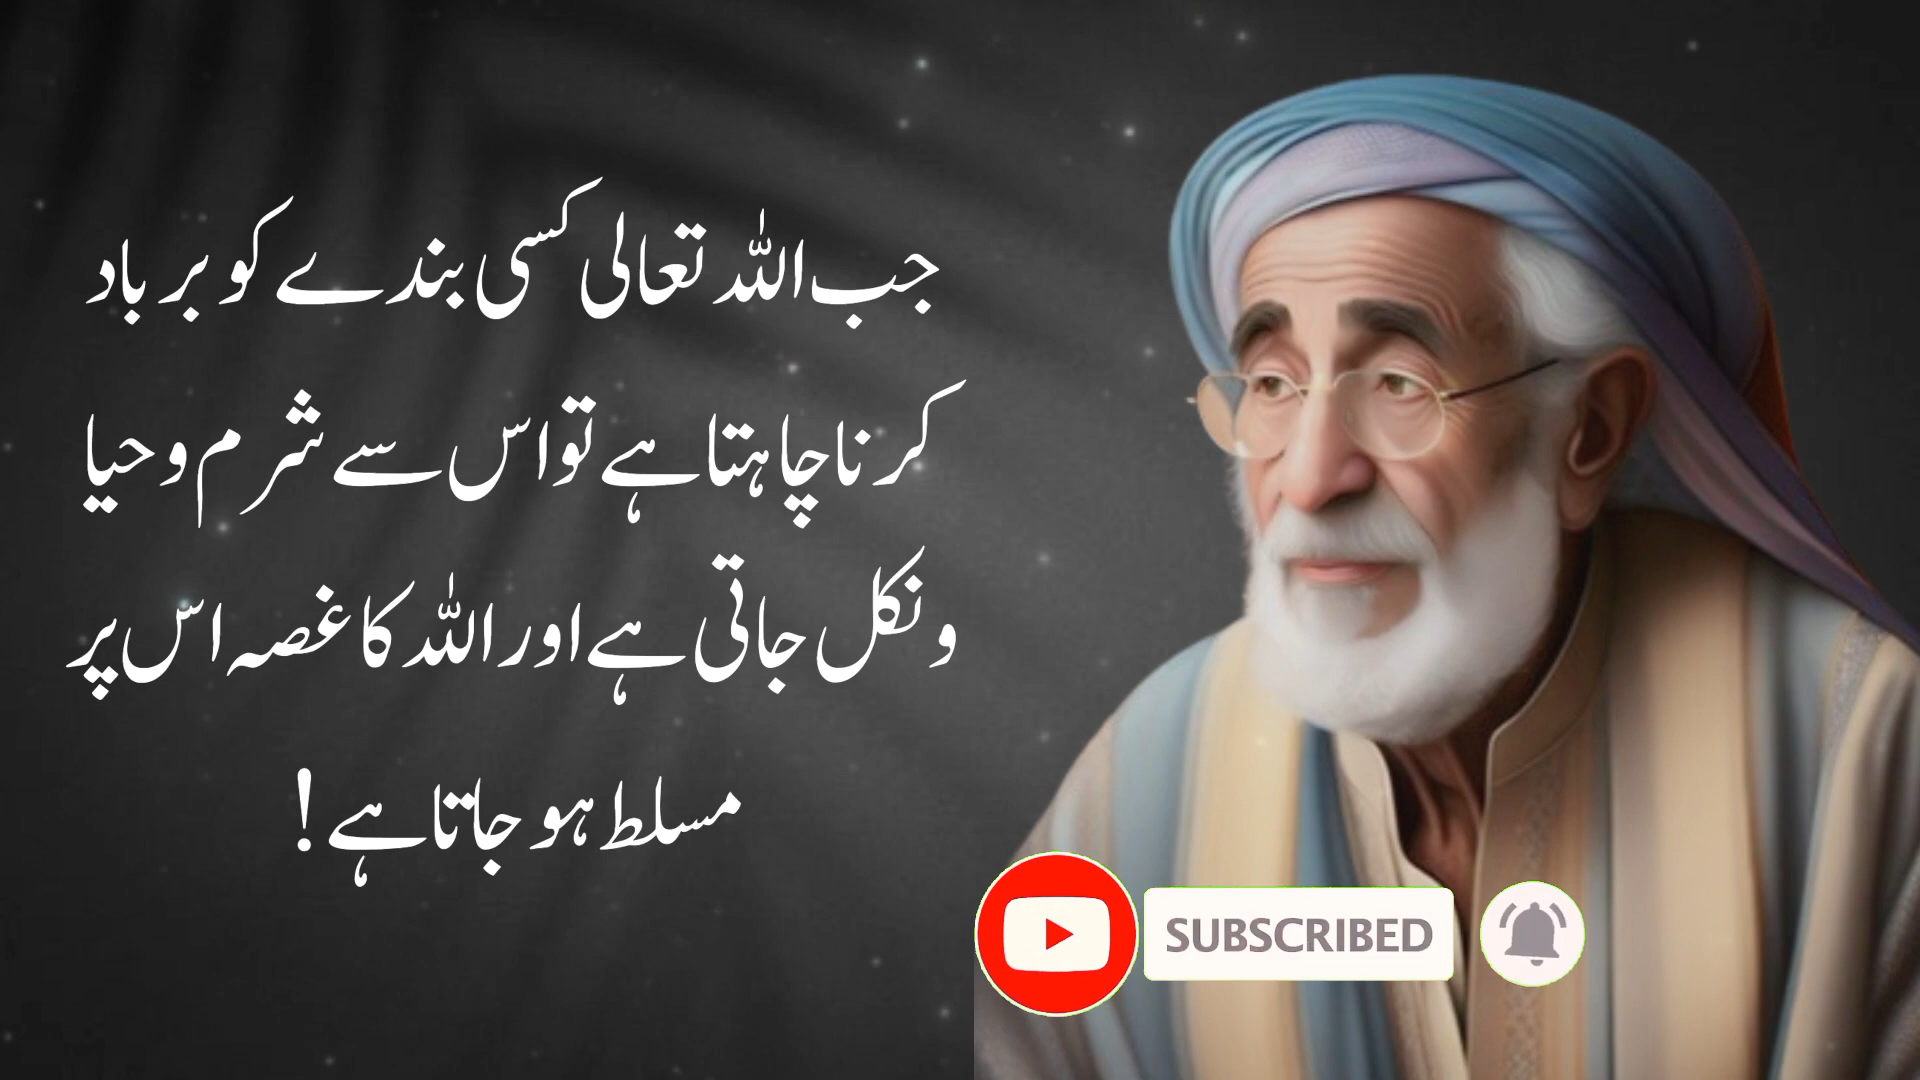 جب اللہ تعالی کسی بندے کو برباد
کرنا چاہتا ہے تو اس سے شرم و حیا
و نکل جاتی ہے اور اللہ کا غصہ اس پر
مسلط ہو جاتا ہے !
SUBSCRIBED